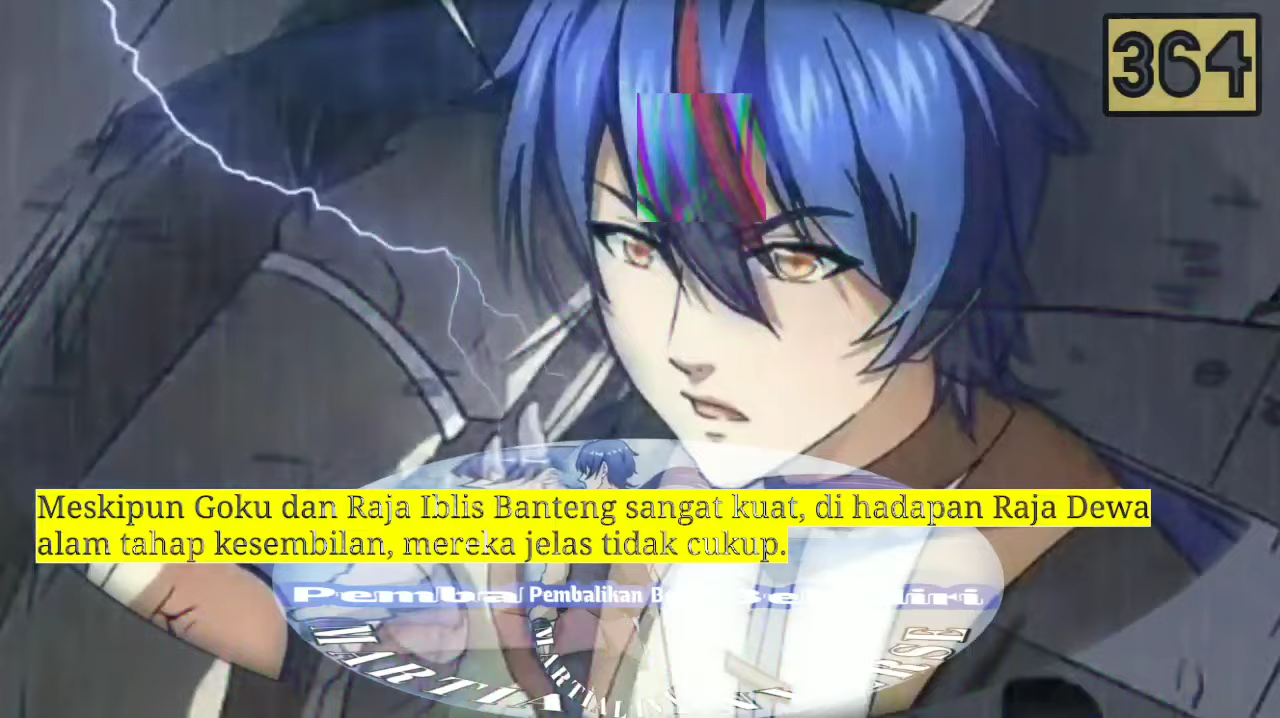 364
Meskipun Goku dan Raja Iblis Banteng sangat kuat, di hadapan Raja Dewa
alam tahap kesembilan, mereka jelas tidak cukup.
Pembalikan